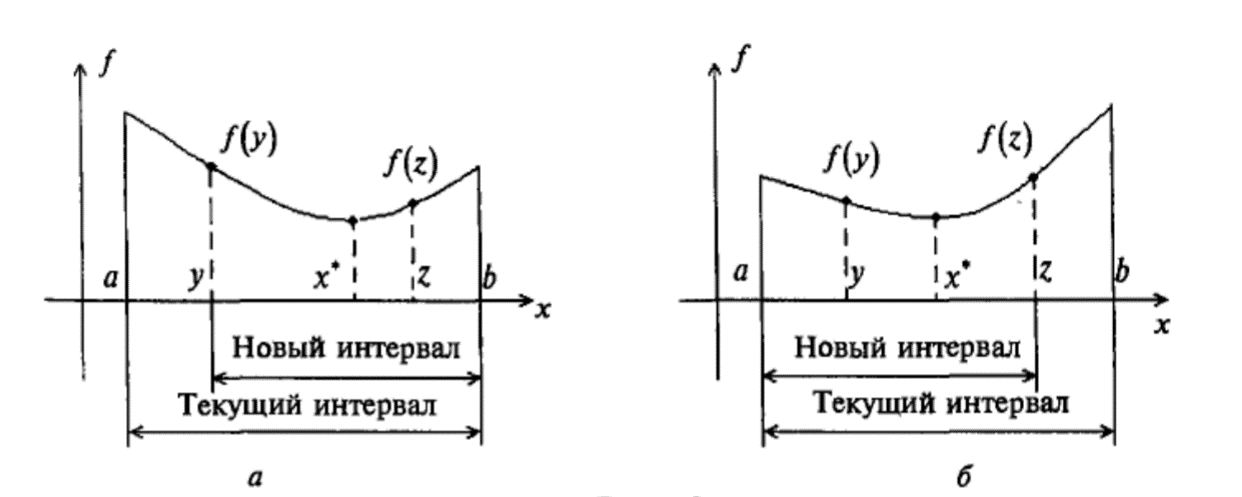 f
f(y)
f(z)
a y x* z b
x
Новый интервал
Текущий интервал
а
f
f(y)
f(z)
a y x* z b
x
Новый интервал
Текущий интервал
б